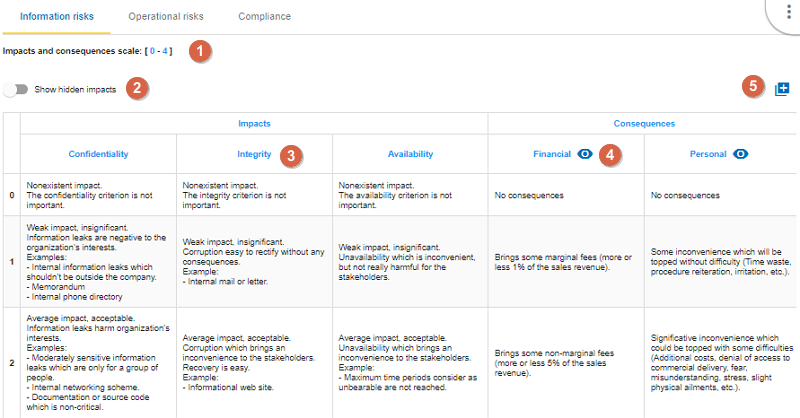 Information risks Operational risks Compliance
Impacts and consequences scale: [ 0 - 4 ] 1
Show hidden impacts 2 5
Impacts Consequences
Confidentiality Integrity 3 Availability Financial 4 Personal
0
Nonexistent impact.
The confidentiality criterion is not
important.
Nonexistent impact.
The integrity criterion is not
important.
Nonexistent impact.
The availability criterion is not
important.
No consequences
No consequences
1
Weak impact, insignificant.
Information leaks are negative to the
organization's interests.
Examples:
- Internal information leaks which
shouldn't be outside the company.
- Memorandum
- Internal phone directory
Weak impact, insignificant.
Corruption easy to rectify without any
consequences.
Example:
- Internal mail or letter.
Weak impact, insignificant.
Unavailability which is inconvenient,
but not really harmful for the
stakeholders.
Brings some marginal fees (more or
less 1% of the sales revenue).
Some inconvenience which will be
topped without difficulty (Time waste,
procedure reiteration, irritation, etc.).
2
Average impact, acceptable.
Information leaks harm organization's
interests.
Examples:
- Moderately sensitive information
leaks which are only for a group of
people.
- Internal networking scheme.
- Documentation or source code
which is non-critical.
Average impact, acceptable.
Corruption which brings an
inconvenience to the stakeholders.
Recovery is easy.
Example:
- Informational web site.
Average impact, acceptable.
Unavailability which brings an
inconvenience to the stakeholders.
Example:
- Maximum time periods consider as
unbearable are not reached.
Brings some non-marginal fees
(more or less 5% of the sales
revenue).
Significative inconvenience which
could be topped with some difficulties
(Additional costs, denial of access to
commercial delivery, fear,
misunderstanding, stress, slight
physical ailments, etc.).